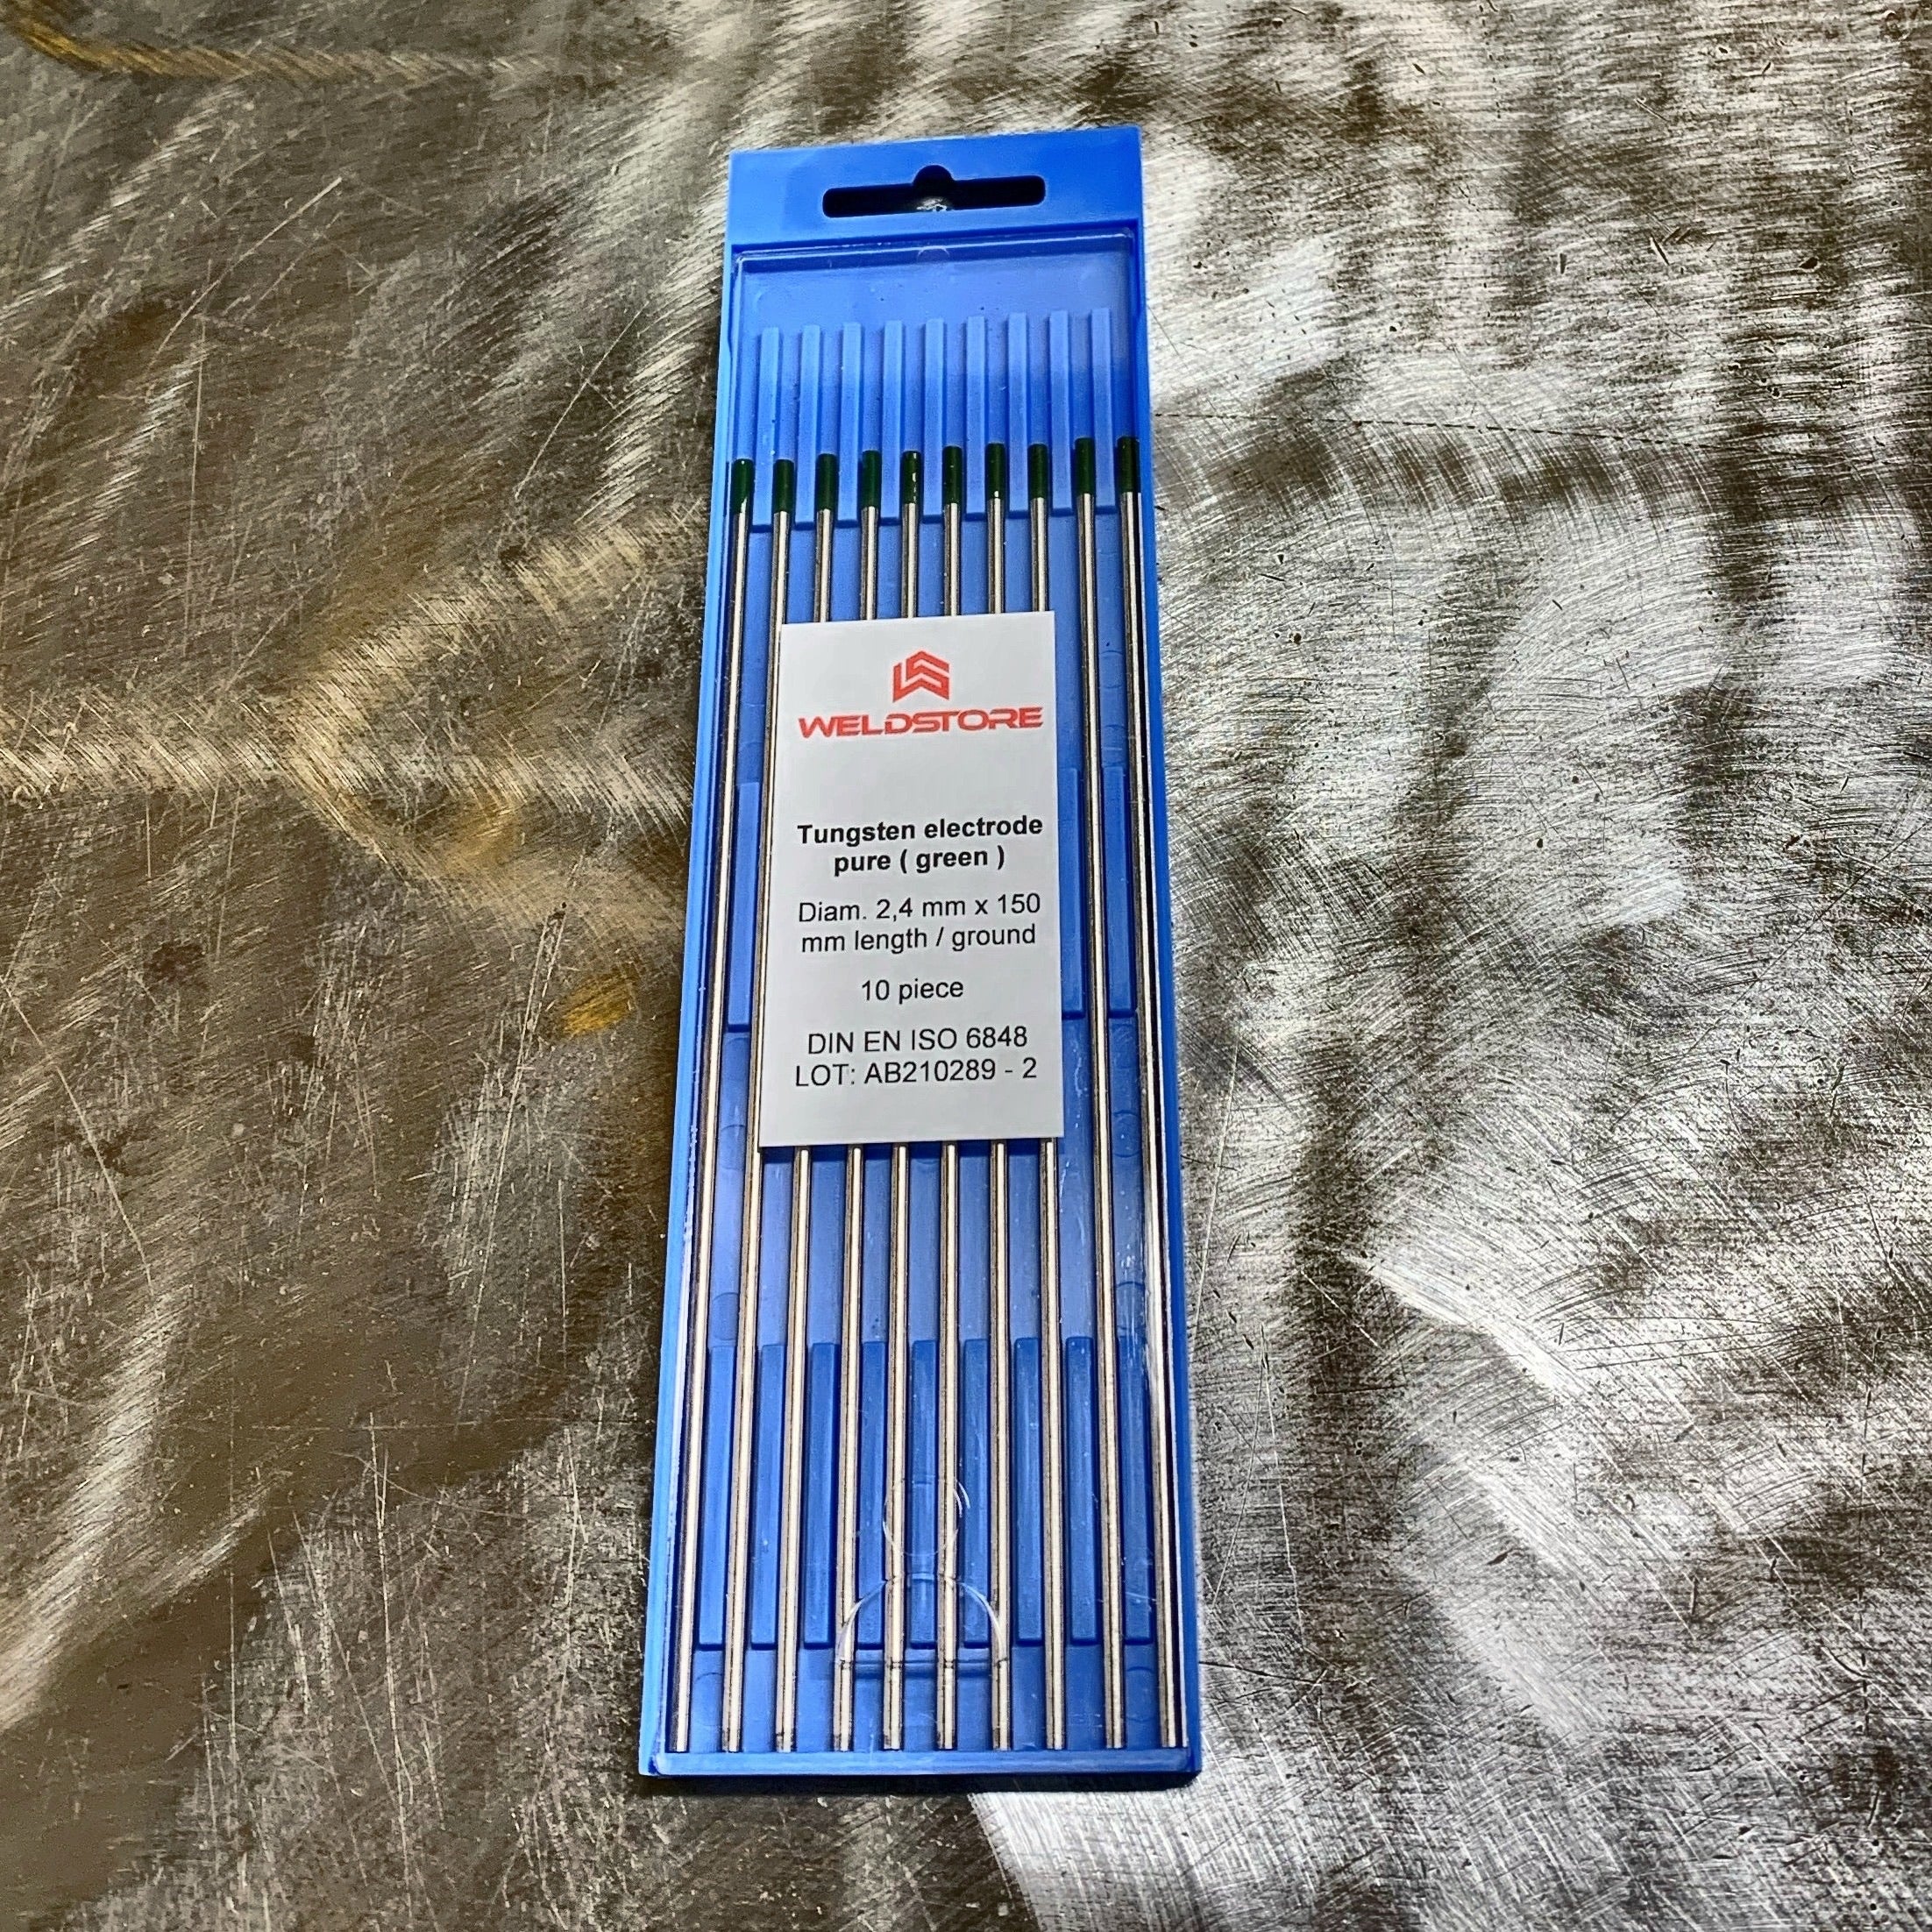 WELDSTORE
Tungsten electrode
pure ( green )
Diam. 2,4 mm x 150
mm length / ground
10 piece
DIN EN ISO 6848
LOT: AB210289 - 2